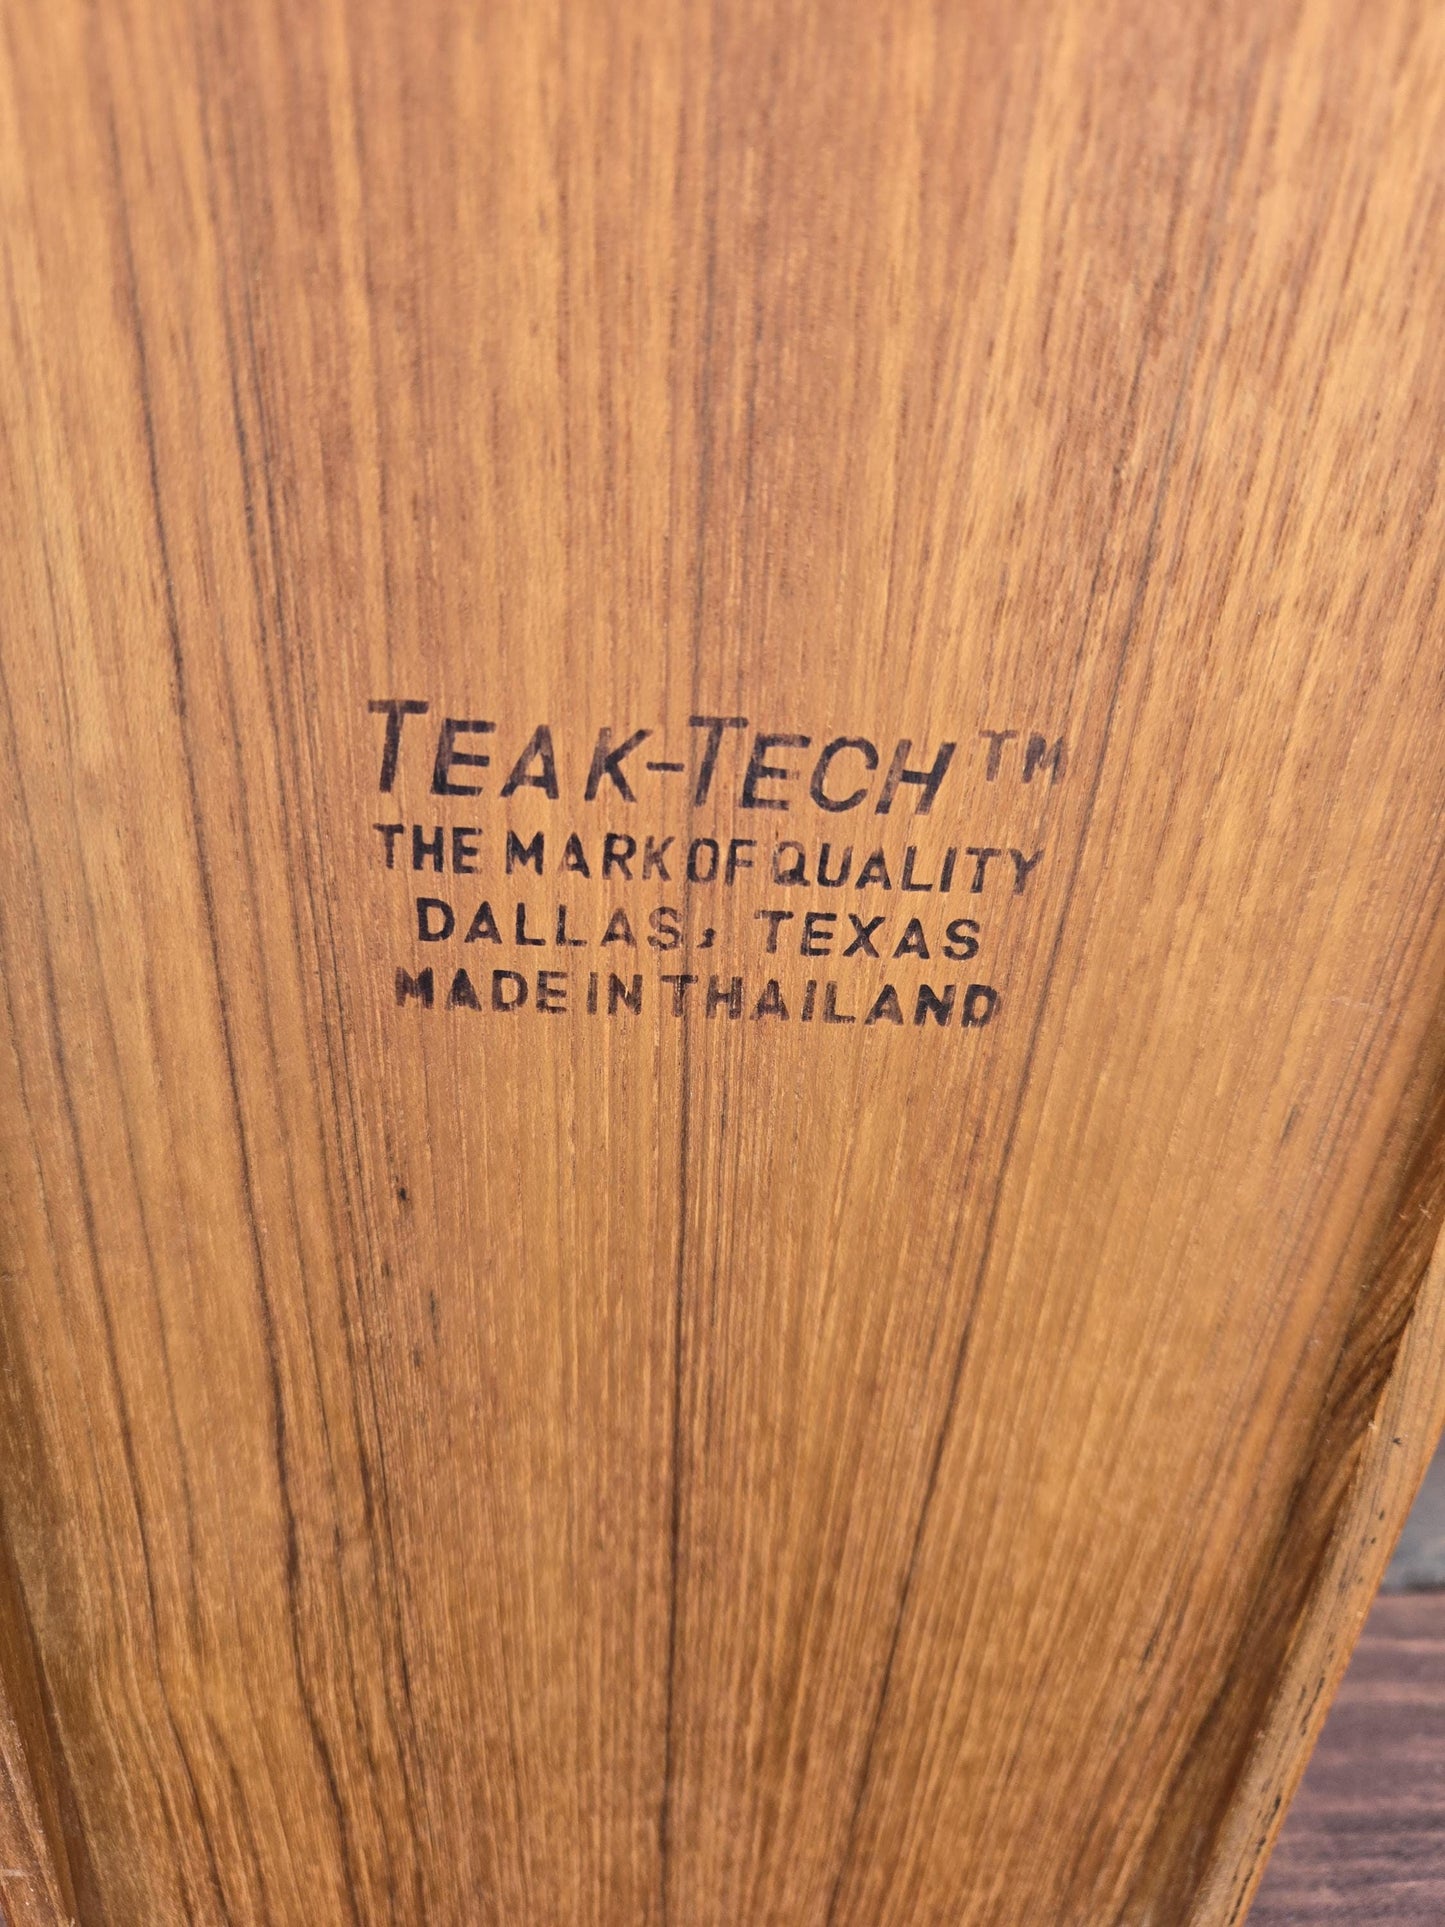 TEAK-TECH™
THE MARK OF QUALITY
DALLAS, TEXAS
MADE IN THAILAND